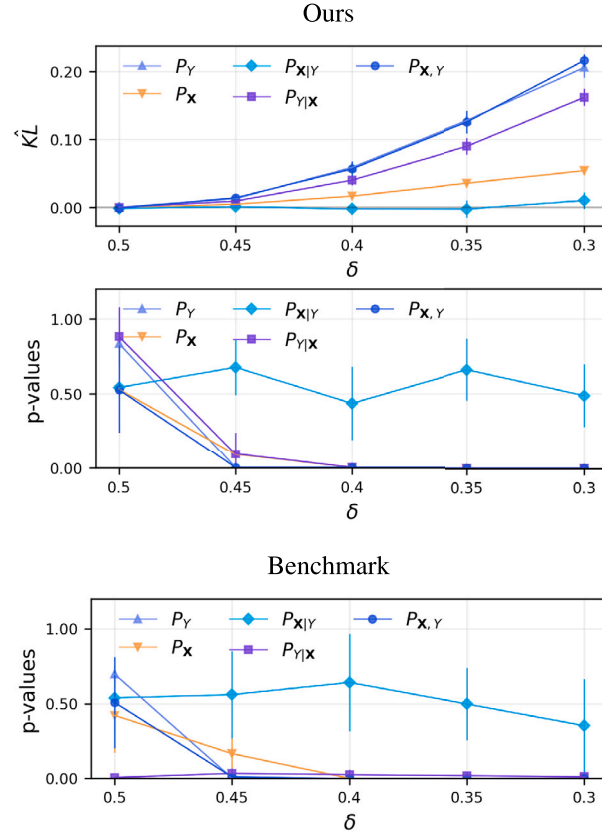 Ours
P_Y P_X|Y P_X,Y
P_X P_Y|X
0.20
0.10
0.00
K̂L
0.5 0.45 0.4 0.35 0.3
δ
P_Y P_X|Y P_X,Y
P_X P_Y|X
1.00
0.50
0.00
p-values
0.5 0.45 0.4 0.35 0.3
δ
Benchmark
P_Y P_X|Y P_X,Y
P_X P_Y|X
1.00
0.50
0.00
p-values
0.5 0.45 0.4 0.35 0.3
δ